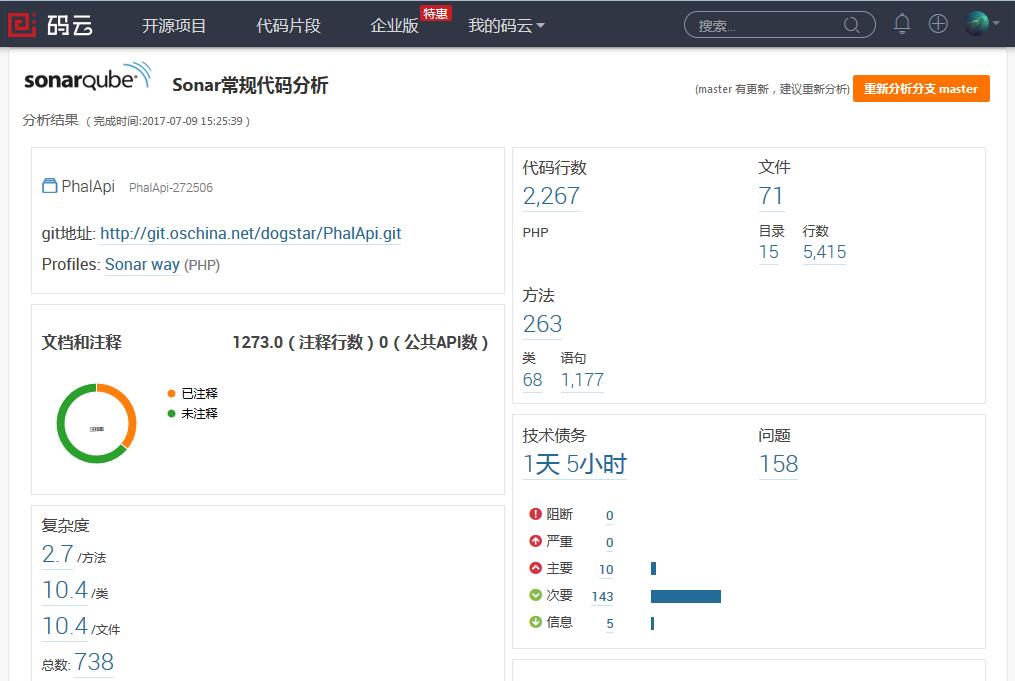 码云 开源项目 代码片段 企业版 特惠 我的码云 搜索...
sonarqube Sonar常规代码分析 (master 有更新，建议重新分析) 重新分析分支 master
分析结果（完成时间:2017-07-09 15:25:39）
PhalApi PhalApi-272506
git地址: http://git.oschina.net/dogstar/PhalApi.git
Profiles: Sonar way (PHP)
文档和注释 1273.0（注释行数）0（公共API数）
已注释
未注释
复杂度
2.7 /方法
10.4 /类
10.4 /文件
总数: 738
代码行数 文件
2,267 71
PHP 目录 行数
15 5,415
方法
263
类 语句
68 1,177
技术债务 问题
1天 5小时 158
阻断 0
严重 0
主要 10
次要 143
信息 5